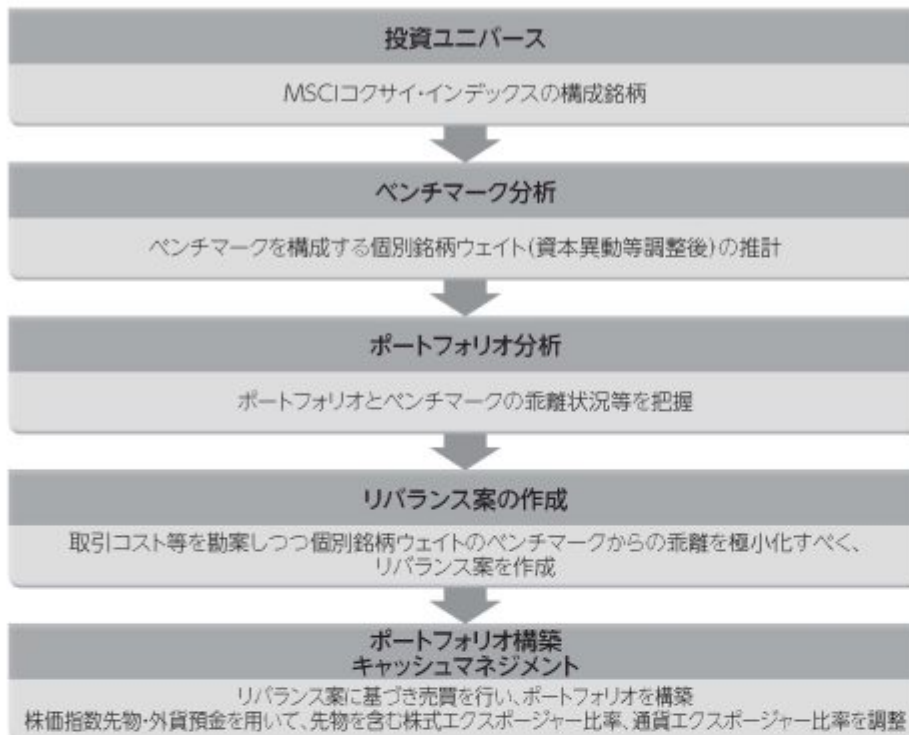 投資ユニバース
MSCIコクサイ・インデックスの構成銘柄
ベンチマーク分析
ベンチマークを構成する個別銘柄ウェイト(資本異動等調整後)の推計
ポートフォリオ分析
ポートフォリオとベンチマークの乖離状況等を把握
リバランス案の作成
取引コスト等を勘案しつつ個別銘柄ウェイトのベンチマークからの乖離を極小化すべく、
リバランス案を作成
ポートフォリオ構築
キャッシュマネジメント
リバランス案に基づき売買を行い、ポートフォリオを構築
株価指数先物・外貨預金を用いて、先物を含む株式エクスポージャー比率、通貨エクスポージャー比率を調整